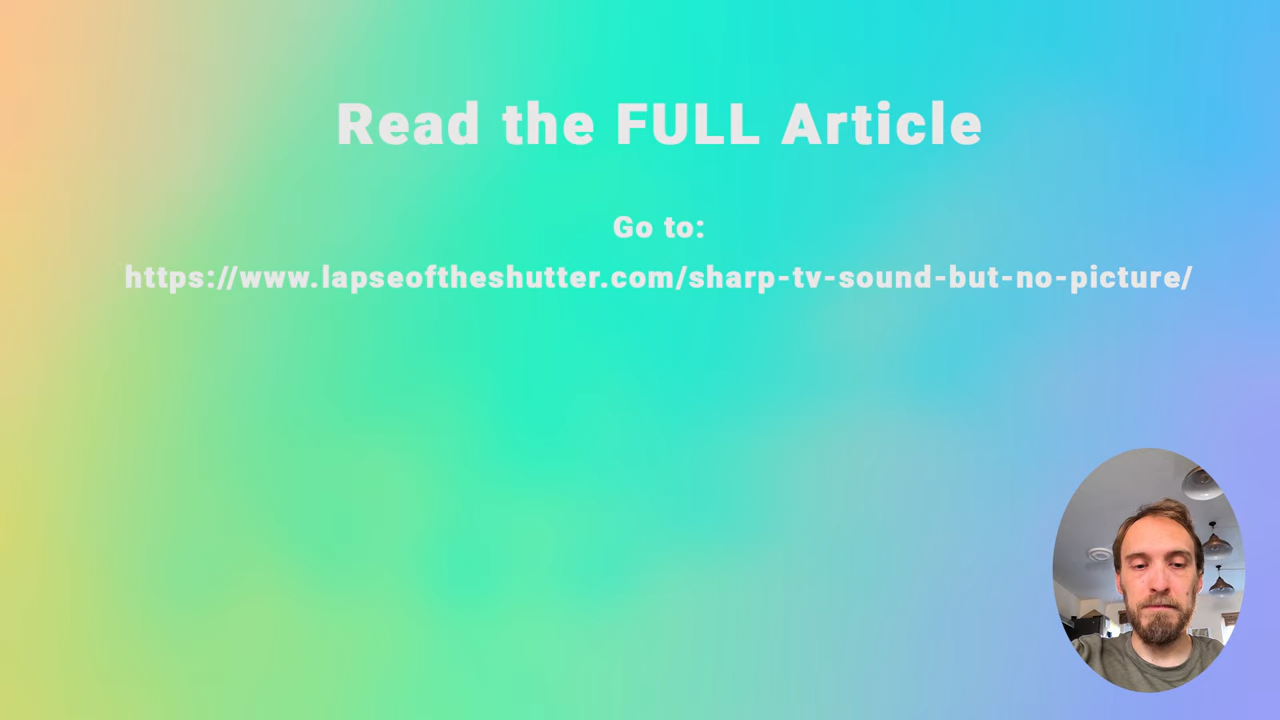 Read the FULL Article
Go to:
https://www.lapseoftheshutter.com/sharp-tv-sound-but-no-picture/